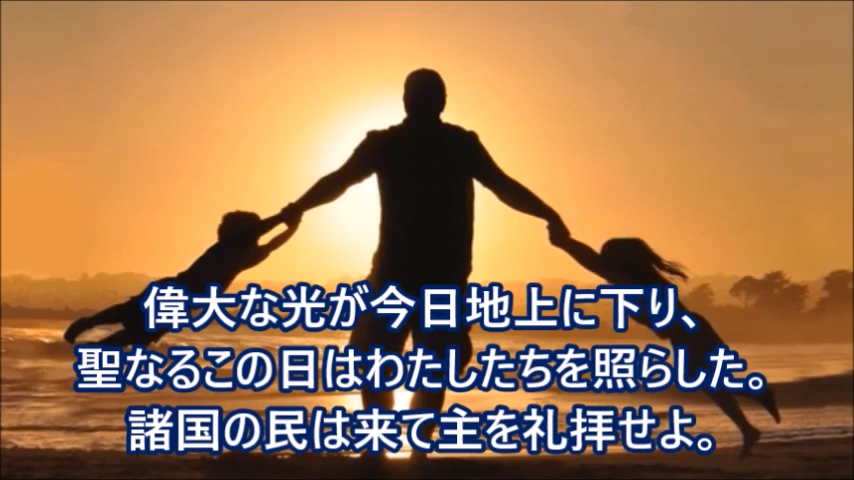 偉大な光が今日地上に下り、
聖なるこの日はわたしたちを照らした。
諸国の民は来て主を礼拝せよ。